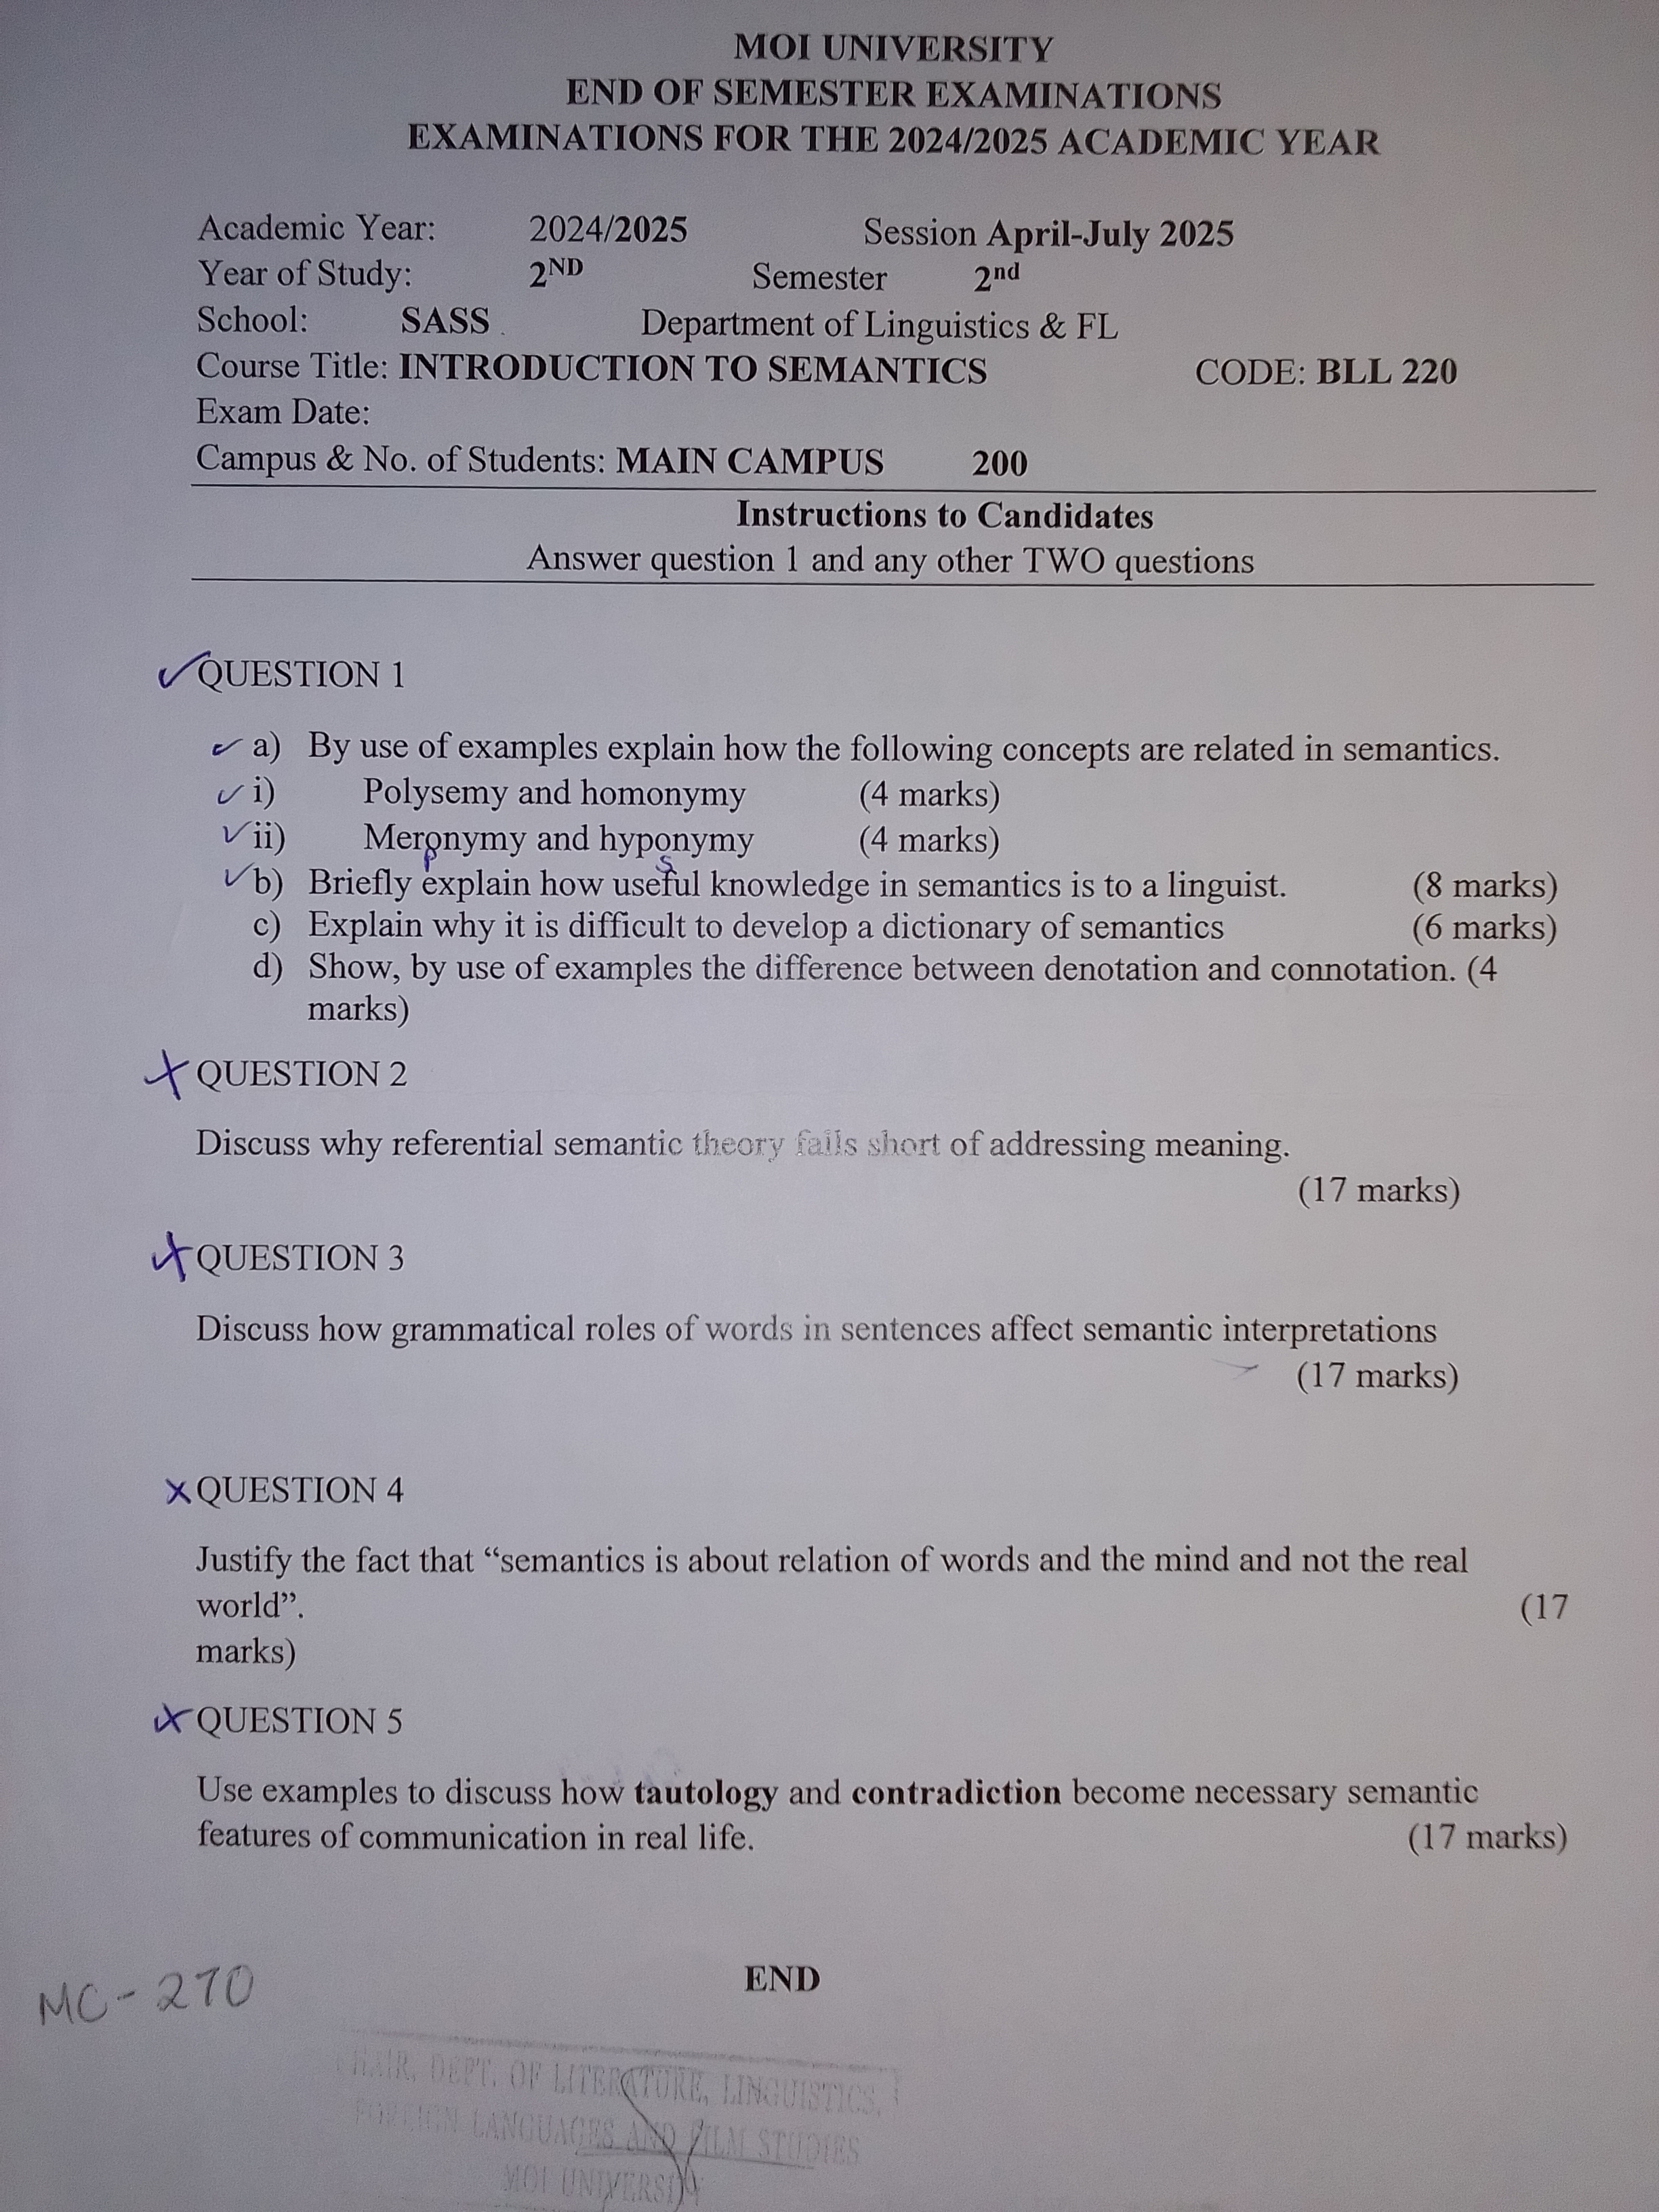 MOI UNIVERSITY
END OF SEMESTER EXAMINATIONS
EXAMINATIONS FOR THE 2024/2025 ACADEMIC YEAR
Academic Year: 2024/2025 Session April-July 2025
Year of Study: 2ND Semester 2nd
School: SASS Department of Linguistics & FL
Course Title: INTRODUCTION TO SEMANTICS CODE: BLL 220
Exam Date:
Campus & No. of Students: MAIN CAMPUS 200
Instructions to Candidates
Answer question 1 and any other TWO questions
QUESTION 1
a) By use of examples explain how the following concepts are related in semantics.
i) Polysemy and homonymy (4 marks)
ii) Meronymy and hyponymy (4 marks)
p s
b) Briefly explain how useful knowledge in semantics is to a linguist. (8 marks)
c) Explain why it is difficult to develop a dictionary of semantics (6 marks)
d) Show, by use of examples the difference between denotation and connotation. (4
marks)
QUESTION 2
Discuss why referential semantic theory fails short of addressing meaning.
(17 marks)
QUESTION 3
Discuss how grammatical roles of words in sentences affect semantic interpretations
(17 marks)
QUESTION 4
Justify the fact that “semantics is about relation of words and the mind and not the real
world”. (17
marks)
QUESTION 5
Use examples to discuss how tautology and contradiction become necessary semantic
features of communication in real life. (17 marks)
END
MC-270
CHAIR, DEPT. OF LITERATURE, LINGUISTICS,
FOREIGN LANGUAGES AND FILM STUDIES
MOI UNIVERSITY